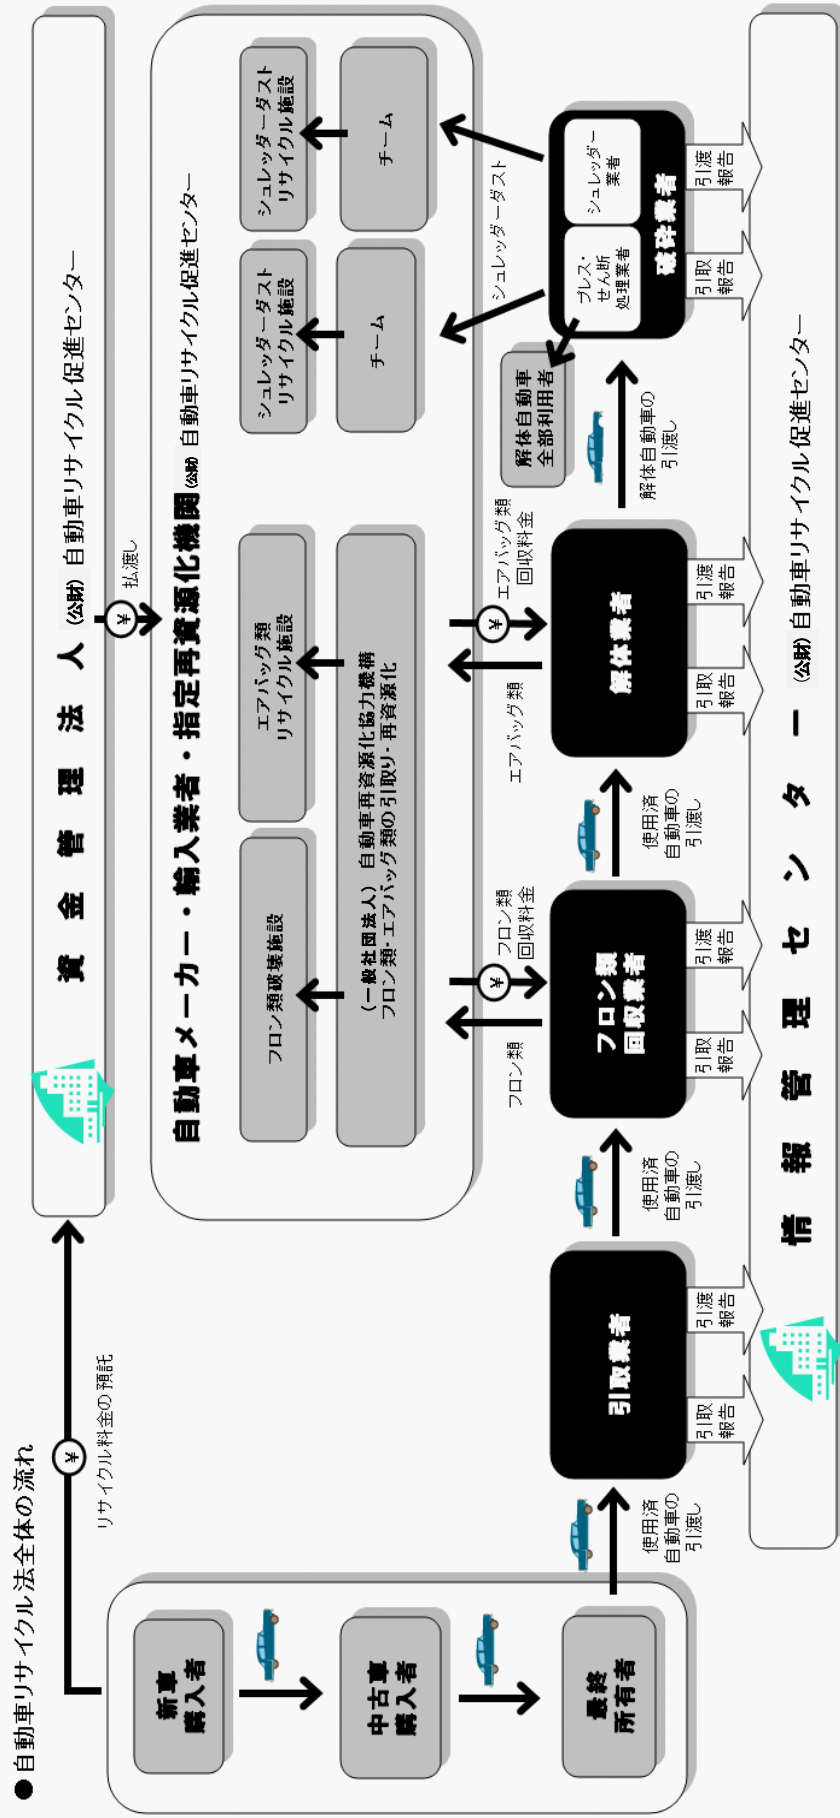 ● 自動車リサイクル法全体の流れ
新車
購入者
中古車
購入者
最終
所有者
¥
リサイクル料金の預託
資金管理法人 (公財) 自動車リサイクル促進センター
¥
払渡し
自動車メーカー・輸入業者・指定再資源化機関 (公財) 自動車リサイクル促進センター
フロン類破壊施設
エアバッグ類
リサイクル施設
シュレッダーダスト
リサイクル施設
シュレッダーダスト
リサイクル施設
(一般社団法人) 自動車再資源化協力機構
フロン類・エアバッグ類の引取り・再資源化
チーム
チーム
フロン類
¥
フロン類
回収料金
エアバッグ類
¥
エアバッグ類
回収料金
シュレッダーダスト
解体自動車
全部利用者
使用済
自動車の
引渡し
引取業者
使用済
自動車の
引渡し
フロン類
回収業者
使用済
自動車の
引渡し
解体業者
解体自動車の
引渡し
プレス・
せん断
処理業者
シュレッダー
業者
破砕業者
引取
報告
引渡
報告
引取
報告
引渡
報告
引取
報告
引渡
報告
引取
報告
引渡
報告
情報管理センター (公財) 自動車リサイクル促進センター